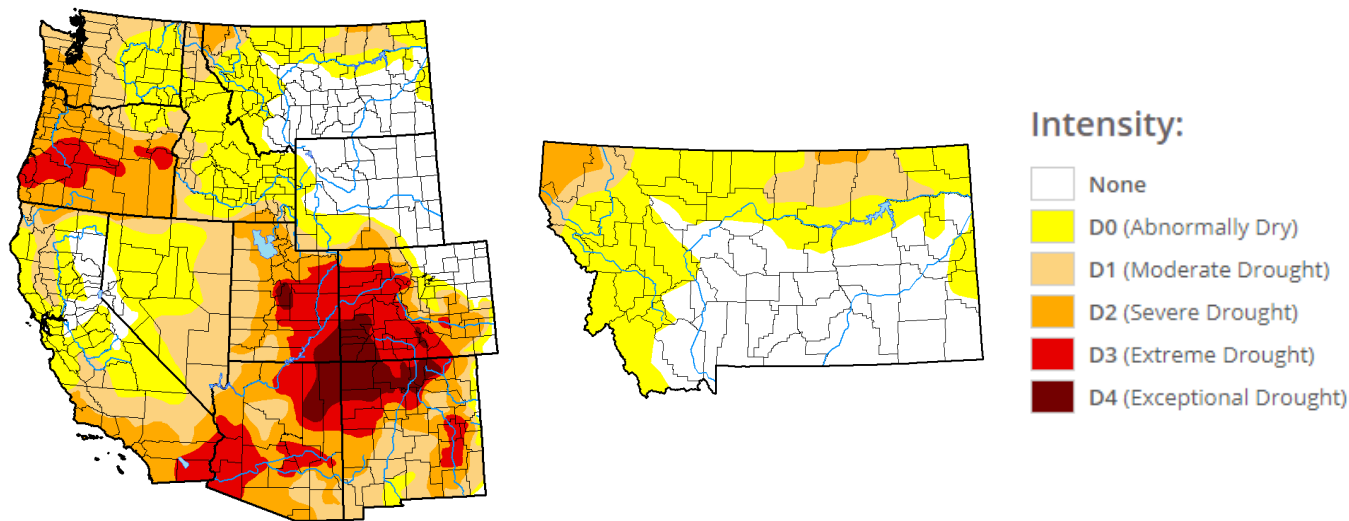 Intensity:
None
D0 (Abnormally Dry)
D1 (Moderate Drought)
D2 (Severe Drought)
D3 (Extreme Drought)
D4 (Exceptional Drought)